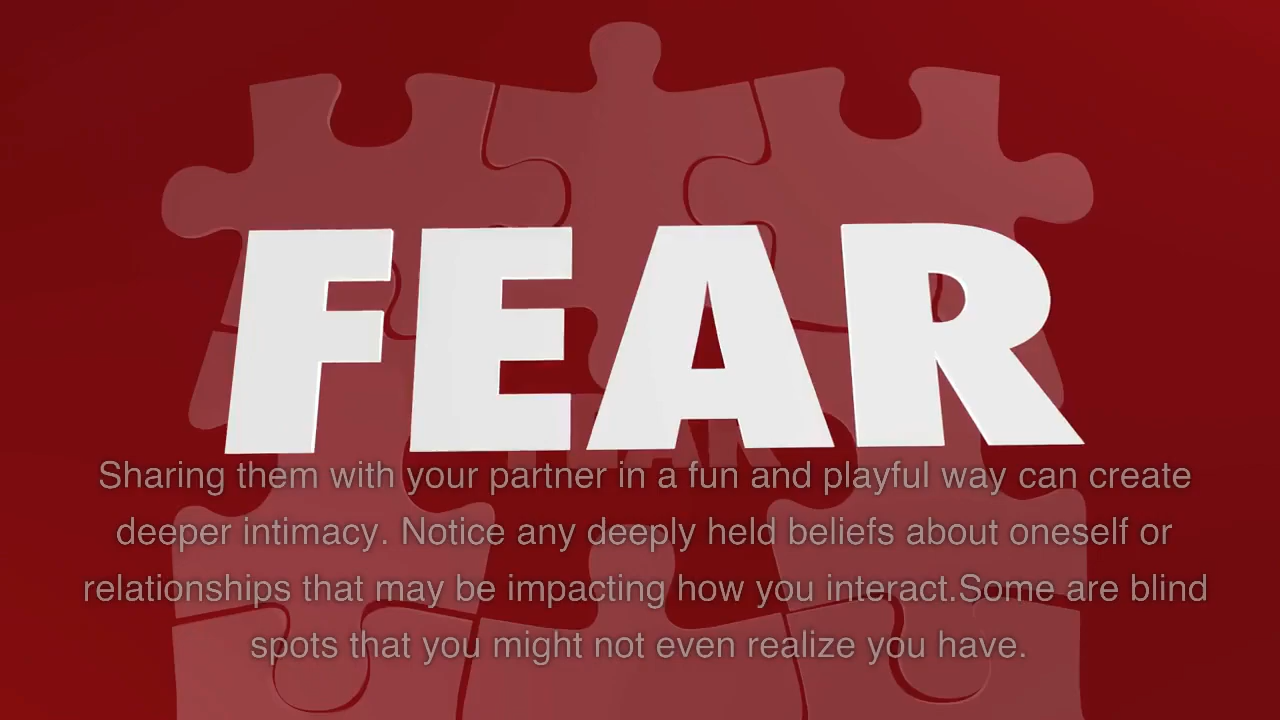 FEAR
Sharing them with your partner in a fun and playful way can create
deeper intimacy. Notice any deeply held beliefs about oneself or
relationships that may be impacting how you interact.Some are blind
spots that you might not even realize you have.